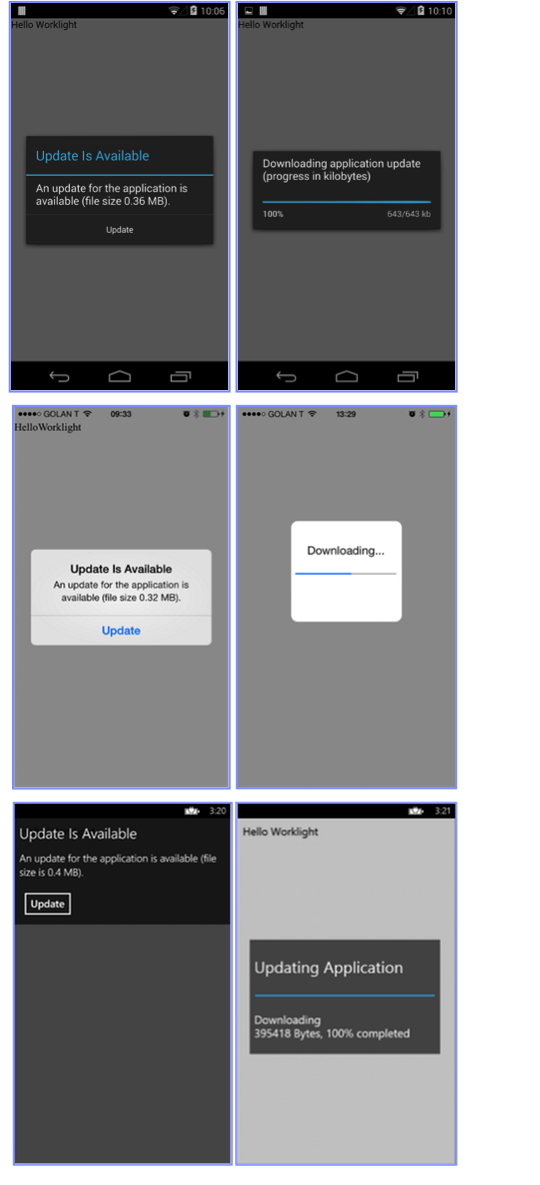 10:06
Hello Worklight
Update Is Available
An update for the application is
available (file size 0.36 MB).
Update
10:10
Hello Worklight
Downloading application update
(progress in kilobytes)
100% 643/643 kb
GOLAN T 09:33
HelloWorklight
Update Is Available
An update for the application is
available (file size 0.32 MB).
Update
GOLAN T 13:29
Downloading...
3:20
Update Is Available
An update for the application is available (file
size is 0.4 MB).
Update
3:21
Hello Worklight
Updating Application
Downloading
395418 Bytes, 100% completed